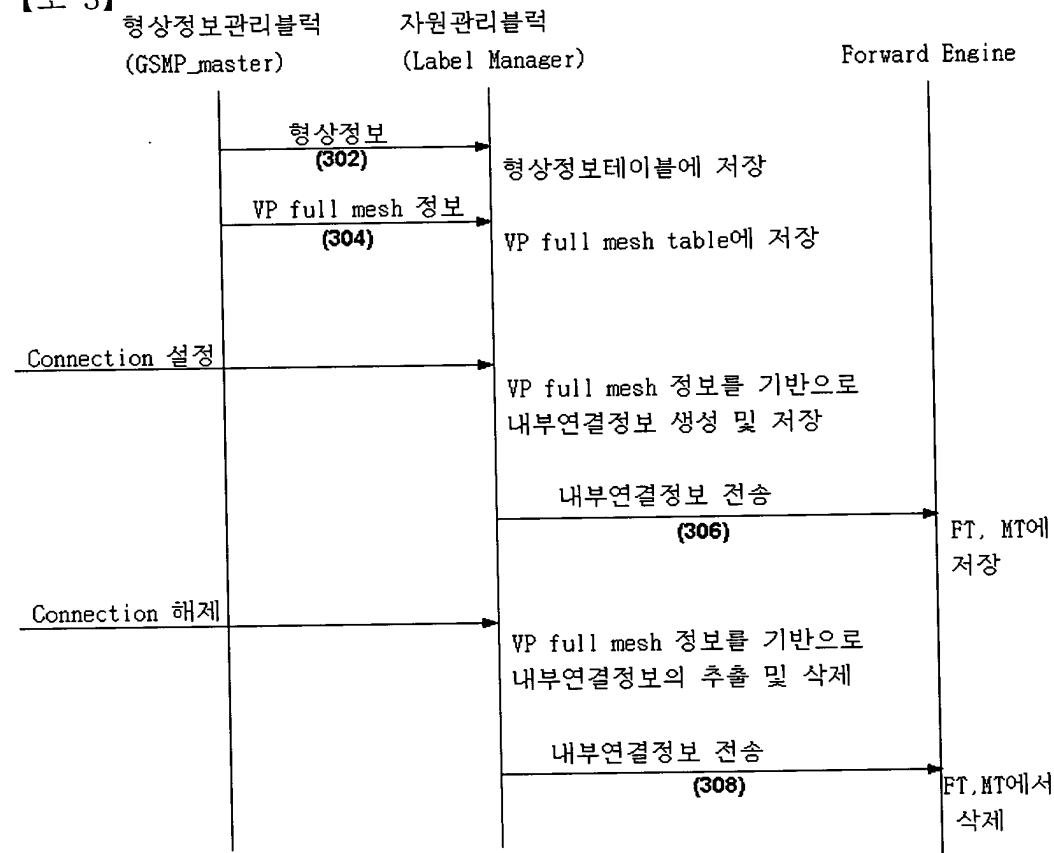 【도 3】
형상정보관리블럭
(GSMP_master)
자원관리블럭
(Label Manager)
Forward Engine
형상정보
(302)
형상정보테이블에 저장
VP full mesh 정보
(304)
VP full mesh table에 저장
Connection 설정
VP full mesh 정보를 기반으로
내부연결정보 생성 및 저장
내부연결정보 전송
(306)
FT, MT에
저장
Connection 해제
VP full mesh 정보를 기반으로
내부연결정보의 추출 및 삭제
내부연결정보 전송
(308)
FT,MT에서
삭제